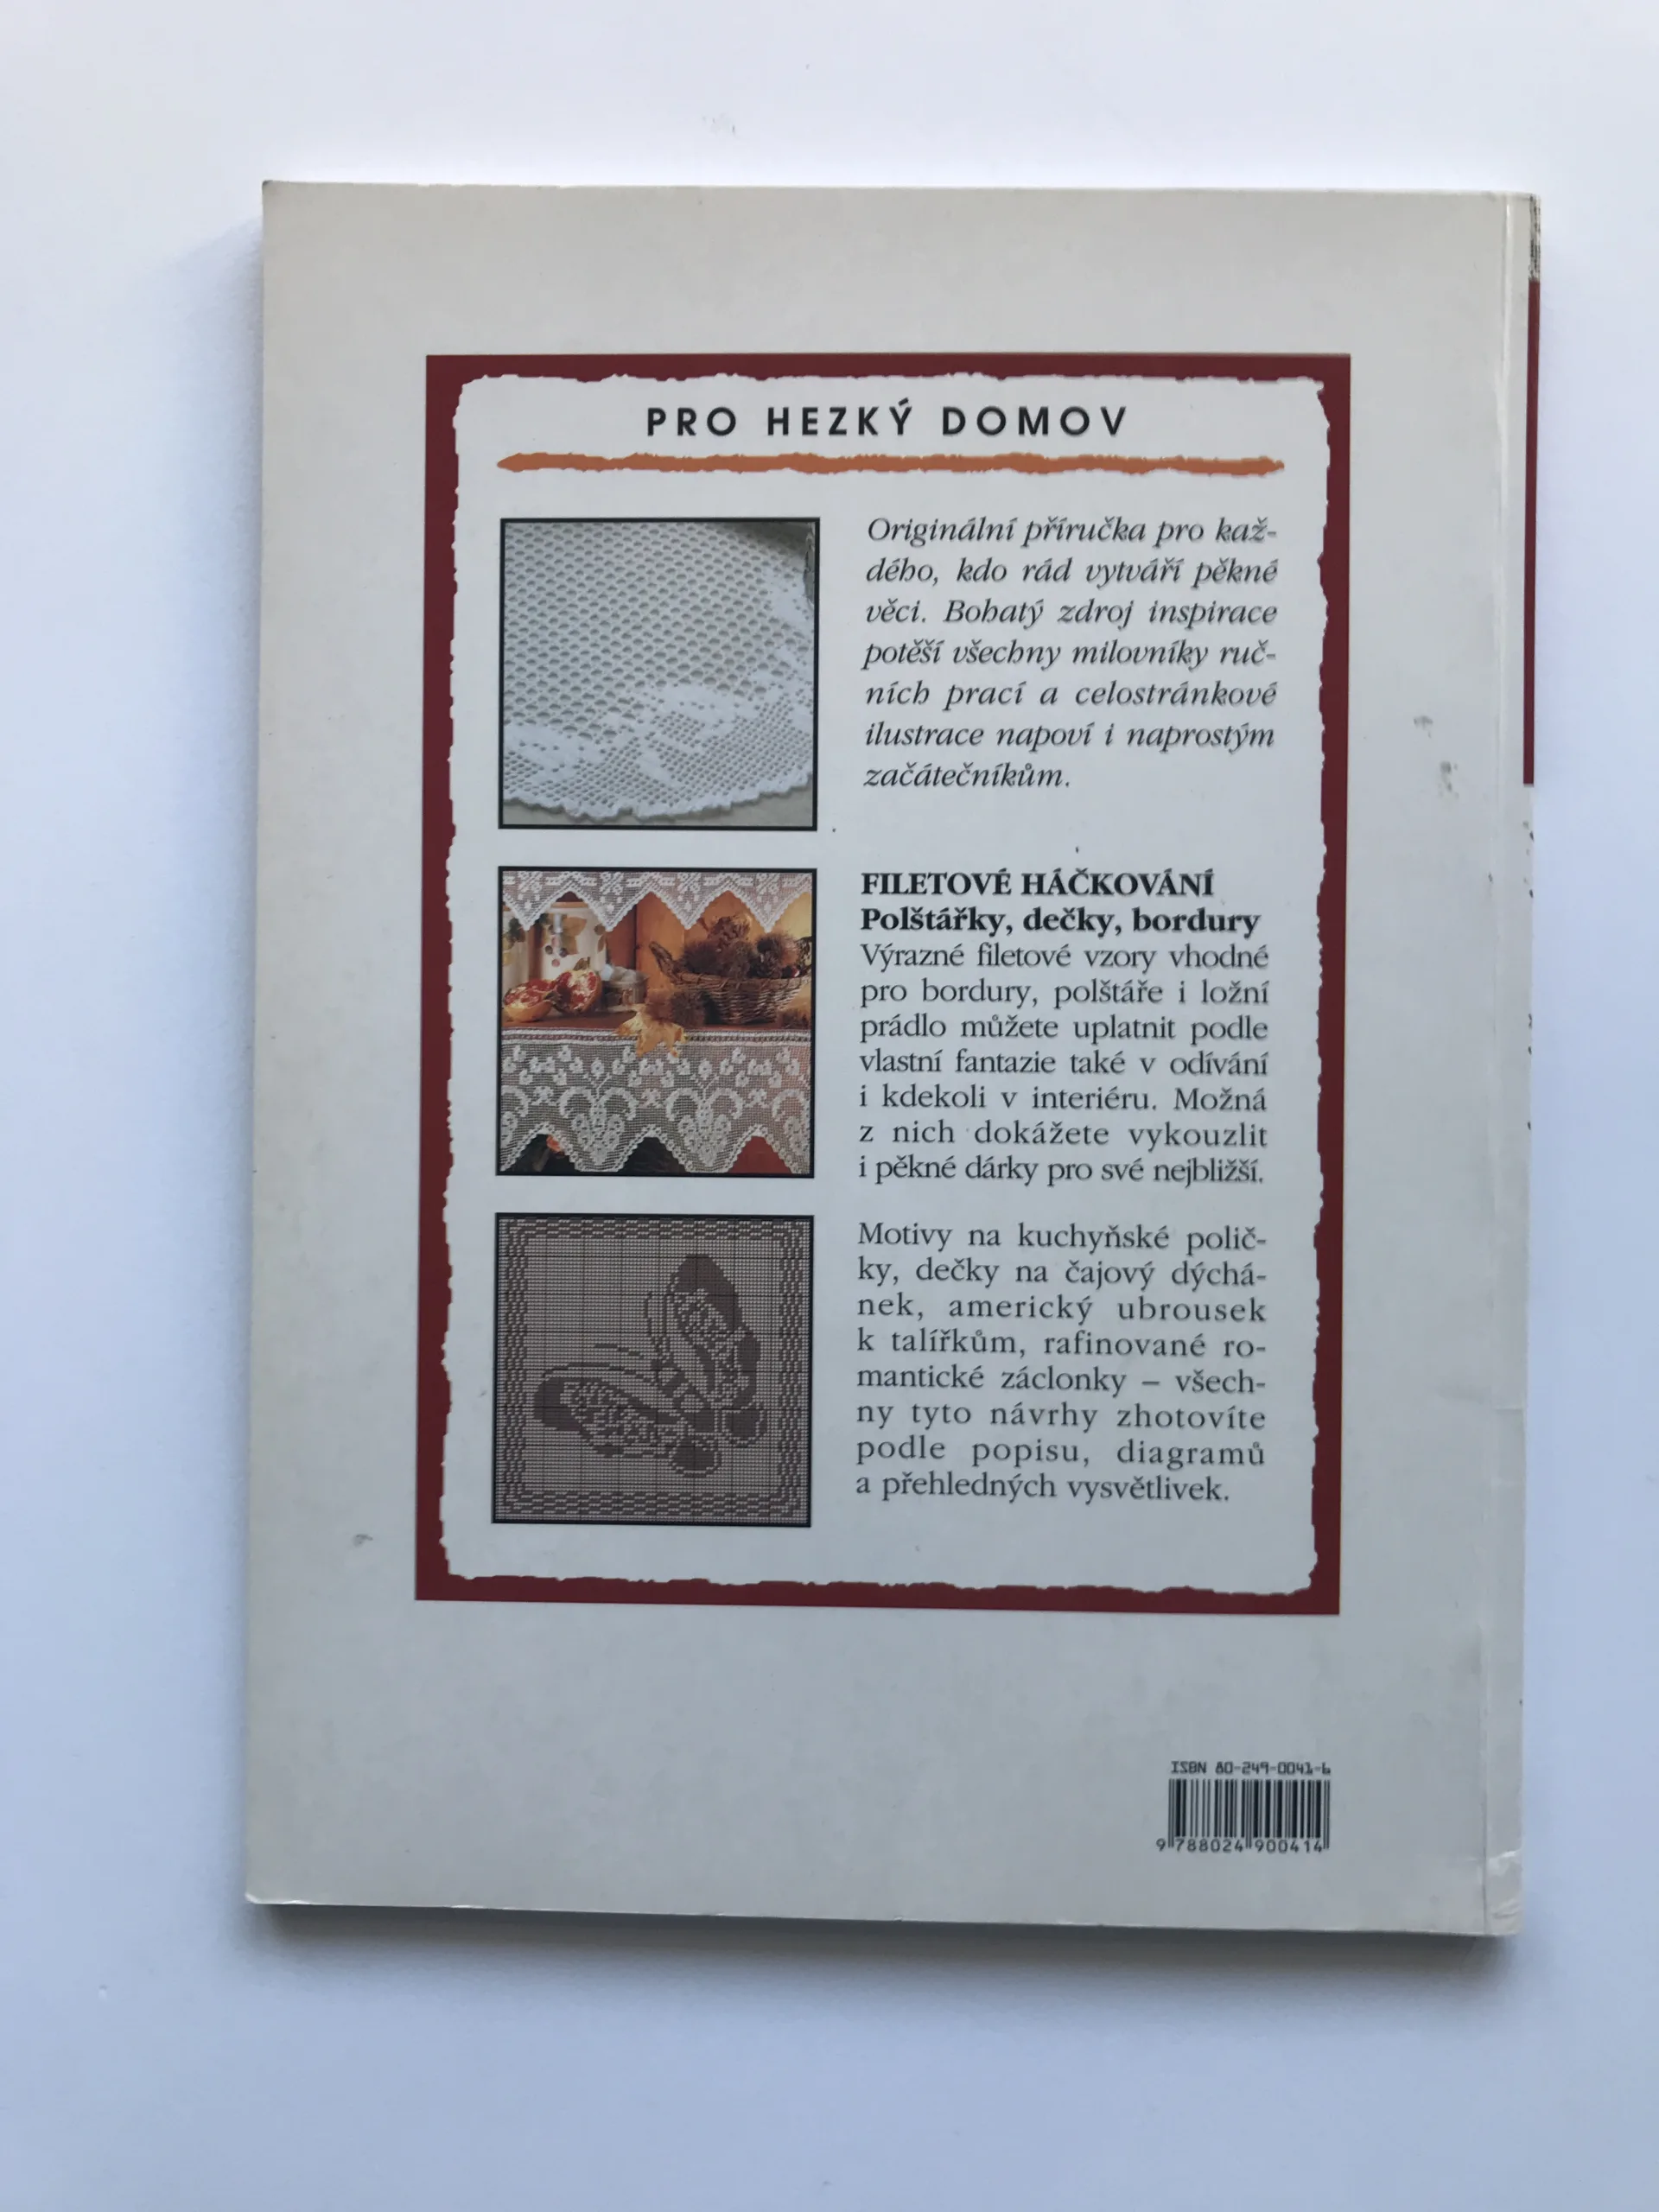 PRO HEZKÝ DOMOV
Originální příručka pro kaž-
dého, kdo rád vytváří pěkné
věci. Bohatý zdroj inspirace
potěší všechny milovníky ruč-
ních prací a celostránkové
ilustrace napoví i naprostým
začátečníkům.
FILETOVÉ HÁČKOVÁNÍ
Polštářky, dečky, bordury
Výrazné filetové vzory vhodné
pro bordury, polštáře i ložní
prádlo můžete uplatnit podle
vlastní fantazie také v odívání
i kdekoli v interiéru. Možná
z nich dokážete vykouzlit
i pěkné dárky pro své nejbližší.
Motivy na kuchyňské polič-
ky, dečky na čajový dýchá-
nek, americký ubrousek
k talířkům, rafinované ro-
mantické záclonky – všech-
ny tyto návrhy zhotovíte
podle popisu, diagramů
a přehledných vysvětlivek.
ISBN 80-249-0041-6
9 788024 900414